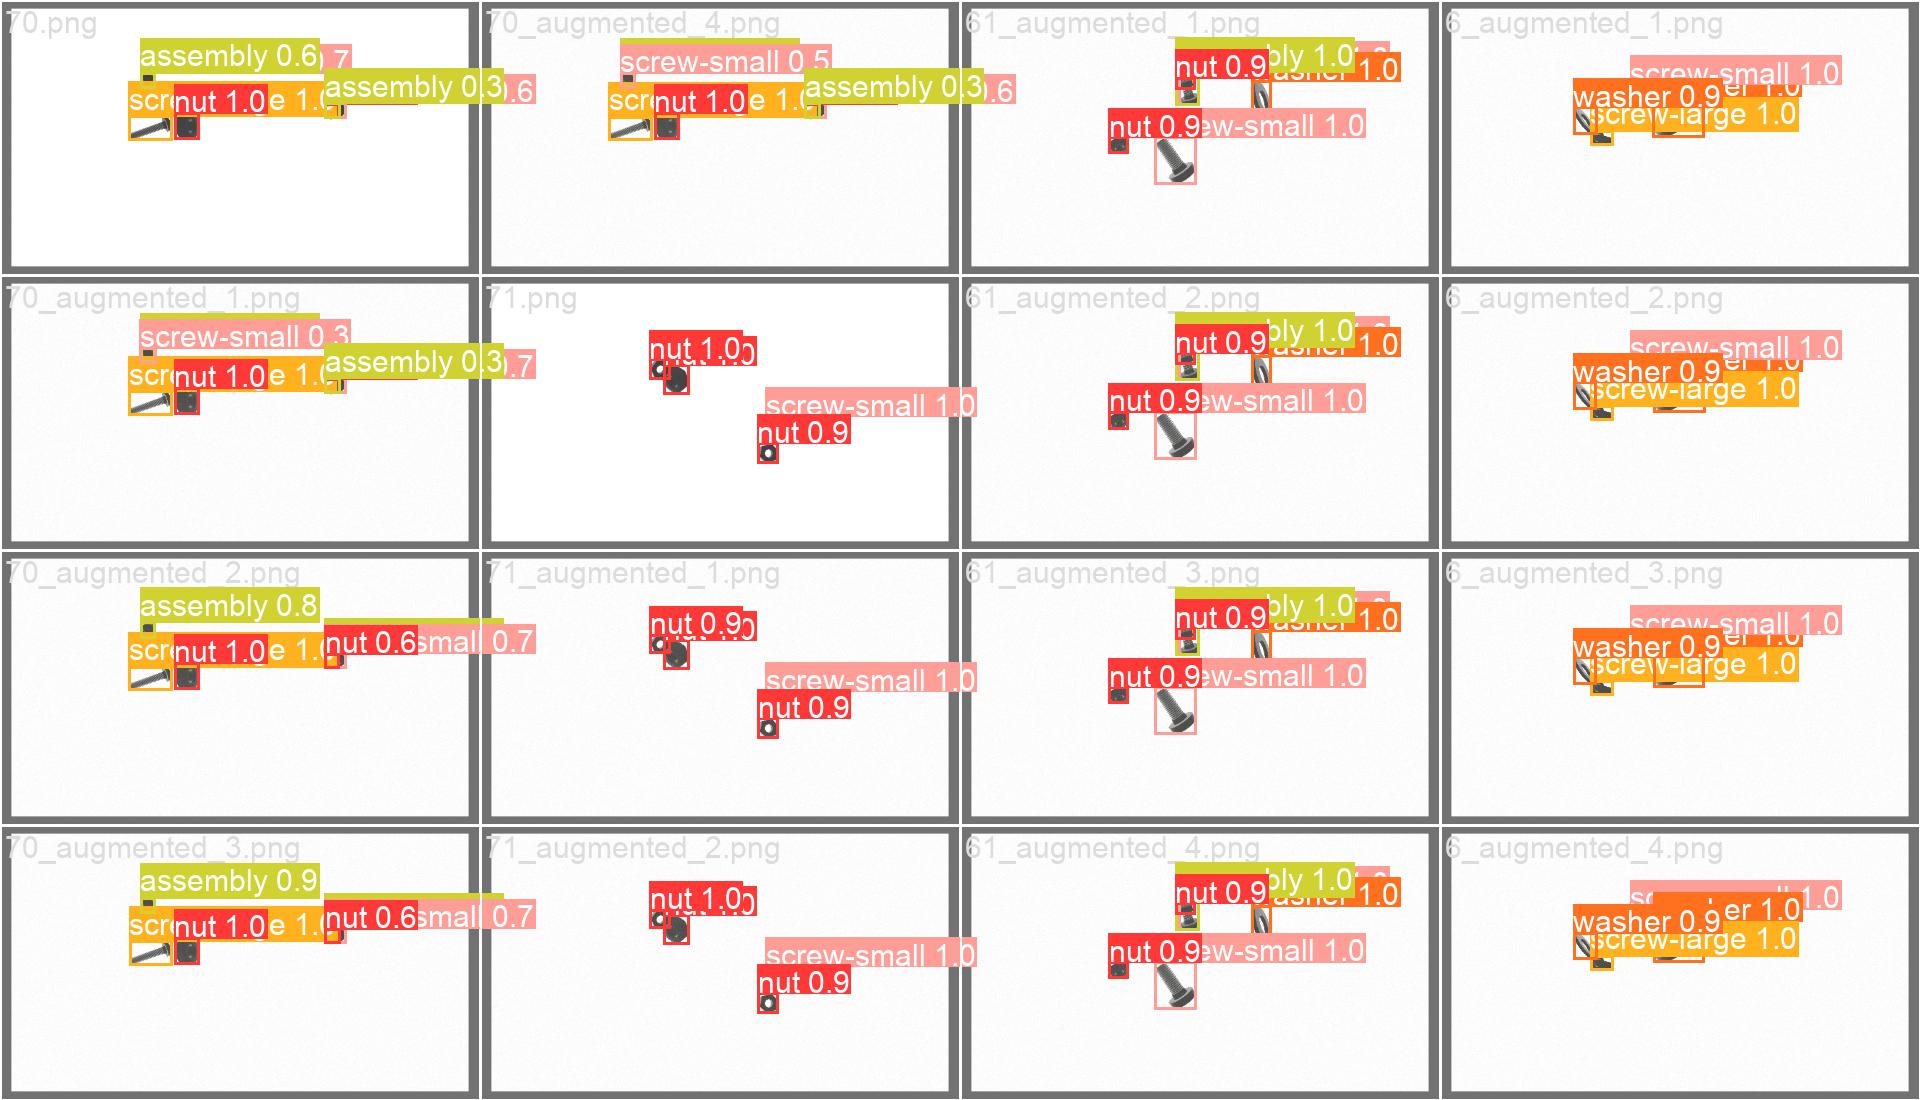 70.png
assembly 0.6
0.7
assembly 0.3
0.6
scre
nut 1.0
e 1.0
70_augmented_4.png
screw-small 0.5
assembly 0.3
0.6
scre
nut 1.0
e 1.0
61_augmented_1.png
nut 0.9
bly 1.0
1.0
nut 0.9
ew-small 1.0
6_augmented_1.png
screw-small 1.0
washer 0.9
er 1.0
screw-large 1.0
70_augmented_1.png
screw-small 0.3
assembly 0.3
0.7
scre
nut 1.0
e 1.0
71.png
nut 1.0
screw-small 1.0
nut 0.9
61_augmented_2.png
nut 0.9
bly 1.0
asher 1.0
nut 0.9
ew-small 1.0
6_augmented_2.png
screw-small 1.0
washer 0.9
er 1.0
screw-large 1.0
70_augmented_2.png
assembly 0.8
scre
nut 1.0
e 1.0
nut 0.6
small 0.7
71_augmented_1.png
nut 0.9
screw-small 1.0
nut 0.9
61_augmented_3.png
nut 0.9
bly 1.0
asher 1.0
nut 0.9
ew-small 1.0
6_augmented_3.png
screw-small 1.0
washer 0.9
er 1.0
screw-large 1.0
70_augmented_3.png
assembly 0.9
scre
nut 1.0
e 1.0
nut 0.6
small 0.7
71_augmented_2.png
nut 1.0
screw-small 1.0
nut 0.9
61_augmented_4.png
nut 0.9
bly 1.0
asher 1.0
nut 0.9
ew-small 1.0
6_augmented_4.png
sc
all 1.0
er 1.0
washer 0.9
screw-large 1.0